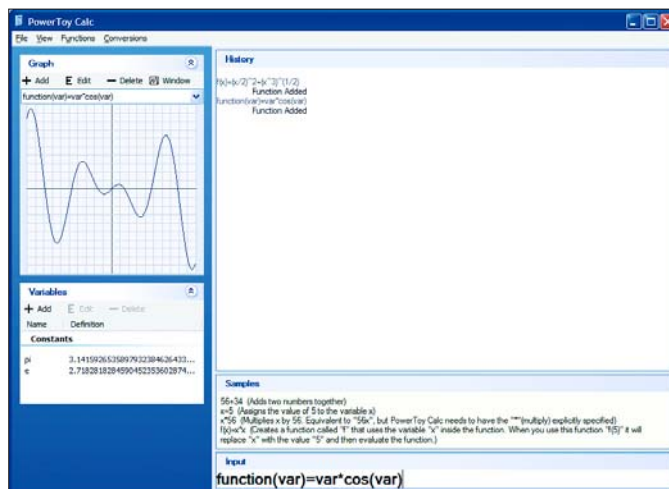 PowerToy Calc
File View Functions Conversions
Graph
Add Edit Delete Window
function(var)=var*cos(var)
Variables
Add Edit Delete
Name Definition
Constants
pi 3.1415926535897932384626433...
e 2.7182818284590452353602874...
History
f(x)=(x/2)^2+(x^3)^(1/2)
Function Added
function(var)=var*cos(var)
Function Added
Samples
56+34 (Adds two numbers together)
x=5 (Assigns the value of 5 to the variable x)
x*56 (Multiplies x by 56. Equivalent to "56x", but PowerToy Calc needs to have the "*"(multiply) explicitly specified)
f(x)=x*x (Creates a function called "f" that uses the variable "x" inside the function. When you use this function "f(5)" it will
replace "x" with the value "5" and then evaluate the function.)
Input
function(var)=var*cos(var)